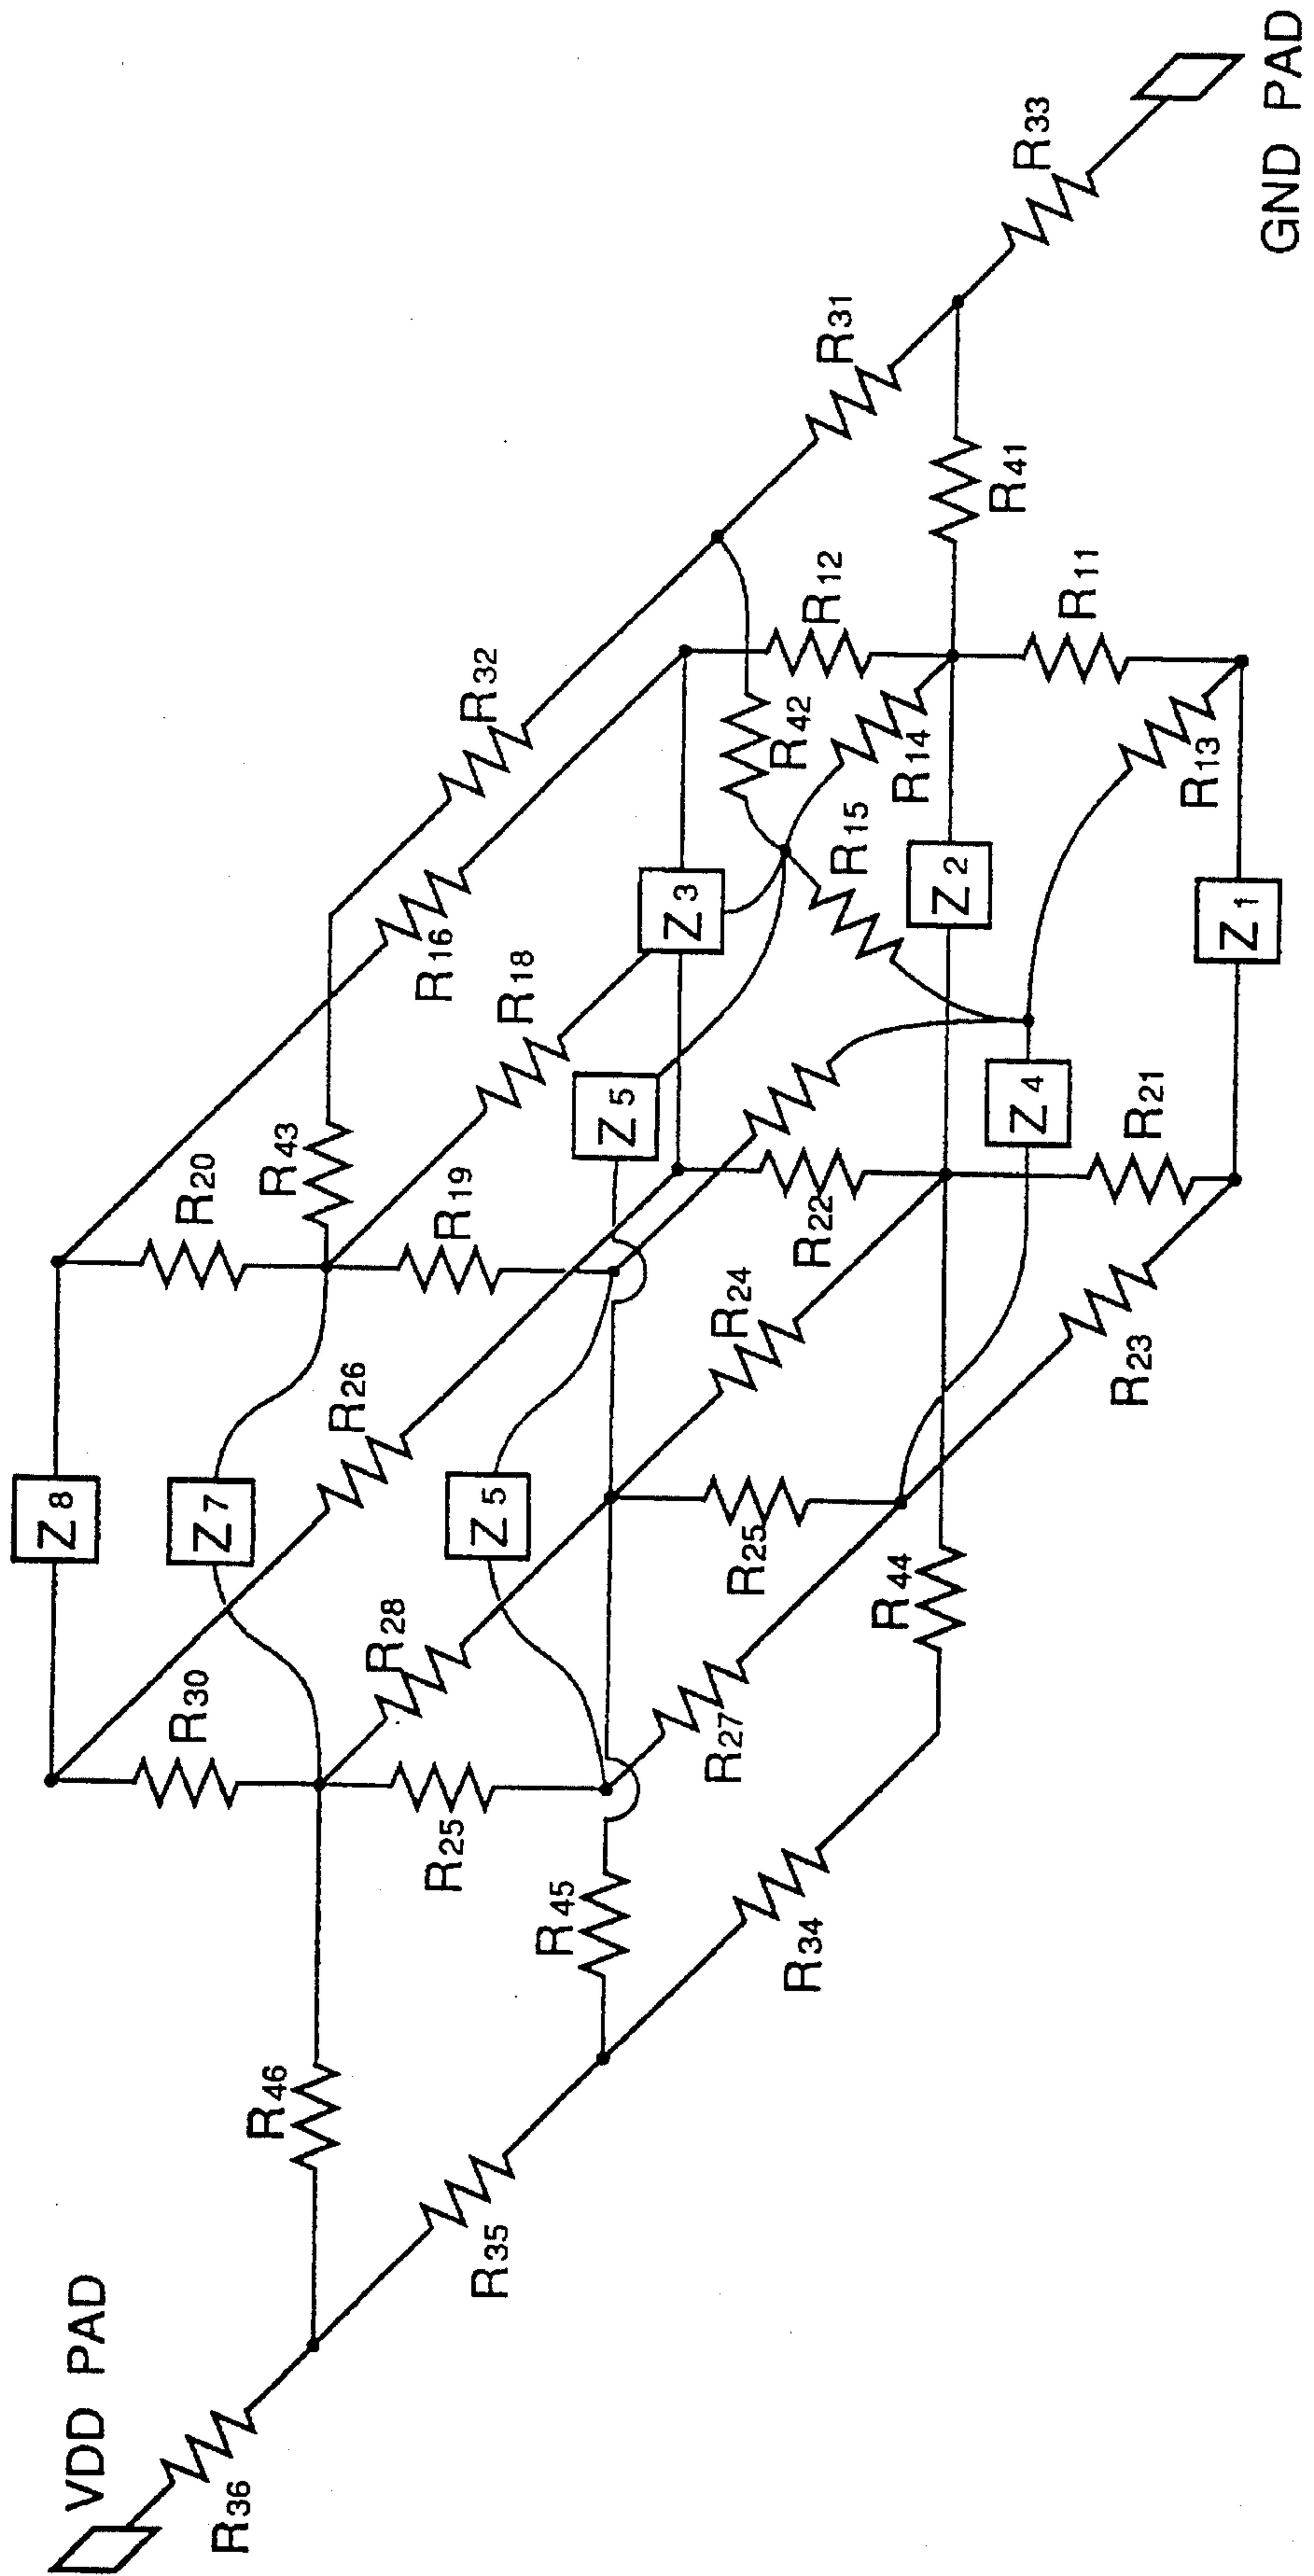 VDD PAD
R36
R46
R35
R45
R34
R30
R25
R28
R27
R44
R25
Z8
Z7
Z5
R26
R24
R23
R20
R43
R19
R22
R21
Z5
Z4
R18
R16
Z3
R15
Z2
Z1
R42
R14
R13
R32
R12
R11
R41
R31
R33
GND PAD